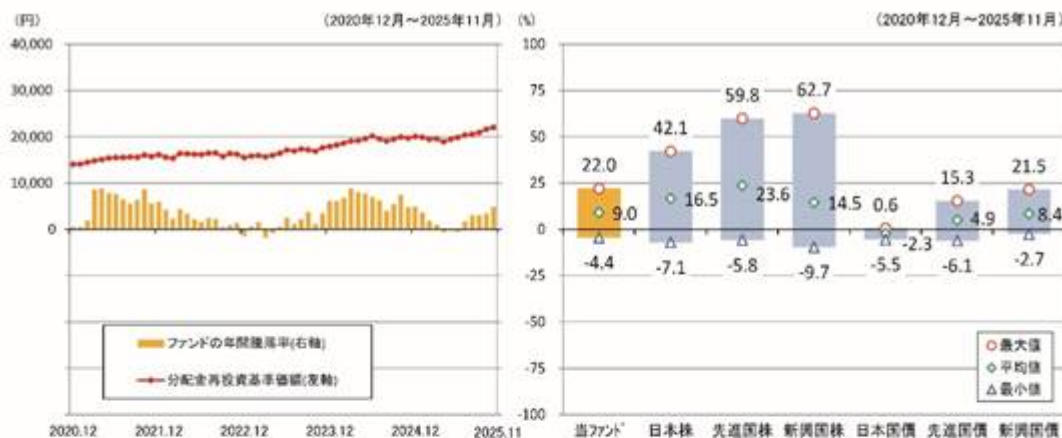 (円)
(2020年12月～2025年11月)
40,000
30,000
20,000
10,000
0
ファンドの年間騰落率(右軸)
分配金再投資基準価額(左軸)
2020.12 2021.12 2022.12 2023.12 2024.12 2025.11
(%)
(2020年12月～2025年11月)
100
75
50
25
0
-25
-50
-75
-100
22.0 42.1 59.8 62.7 0.6 15.3 21.5
9.0 16.5 23.6 14.5 -2.3 4.9 8.4
-4.4 -7.1 -5.8 -9.7 -5.5 -6.1 -2.7
最大値
平均値
最小値
当ファンド 日本株 先進国株 新興国株 日本国債 先進国債 新興国債